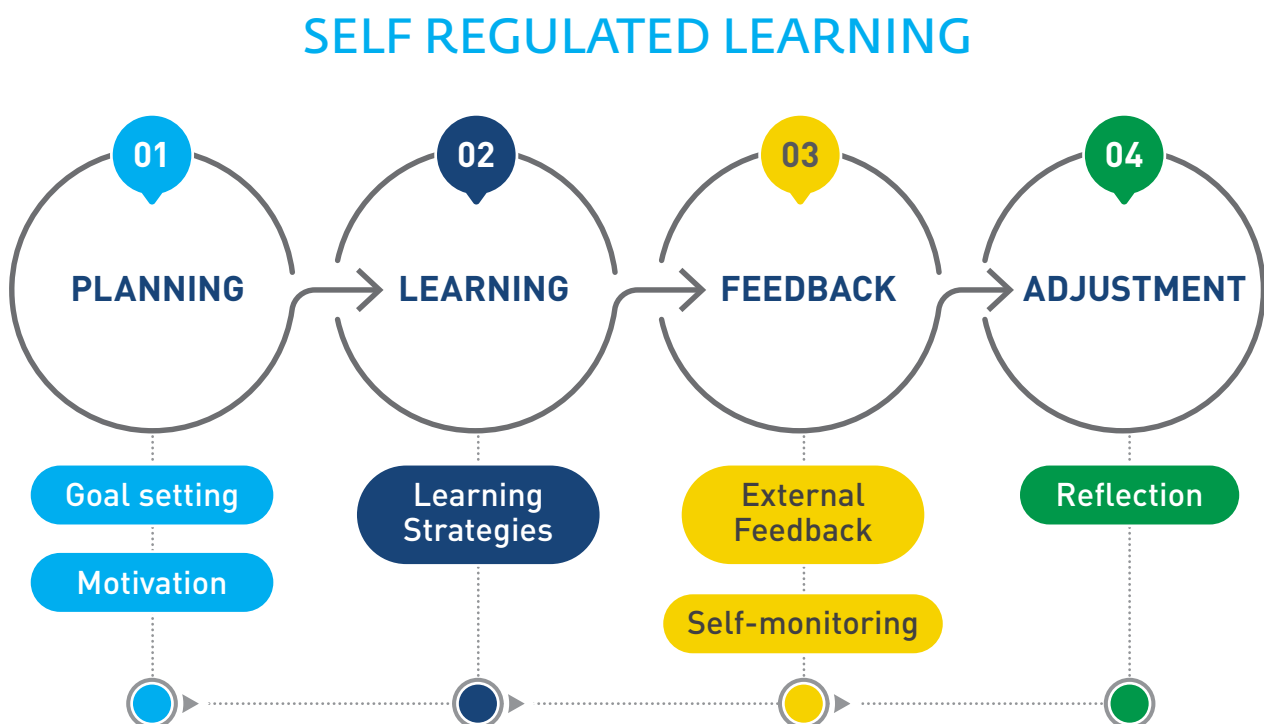 SELF REGULATED LEARNING
01
02
03
04
PLANNING
LEARNING
FEEDBACK
ADJUSTMENT
Goal setting
Motivation
Learning
Strategies
External
Feedback
Self-monitoring
Reflection